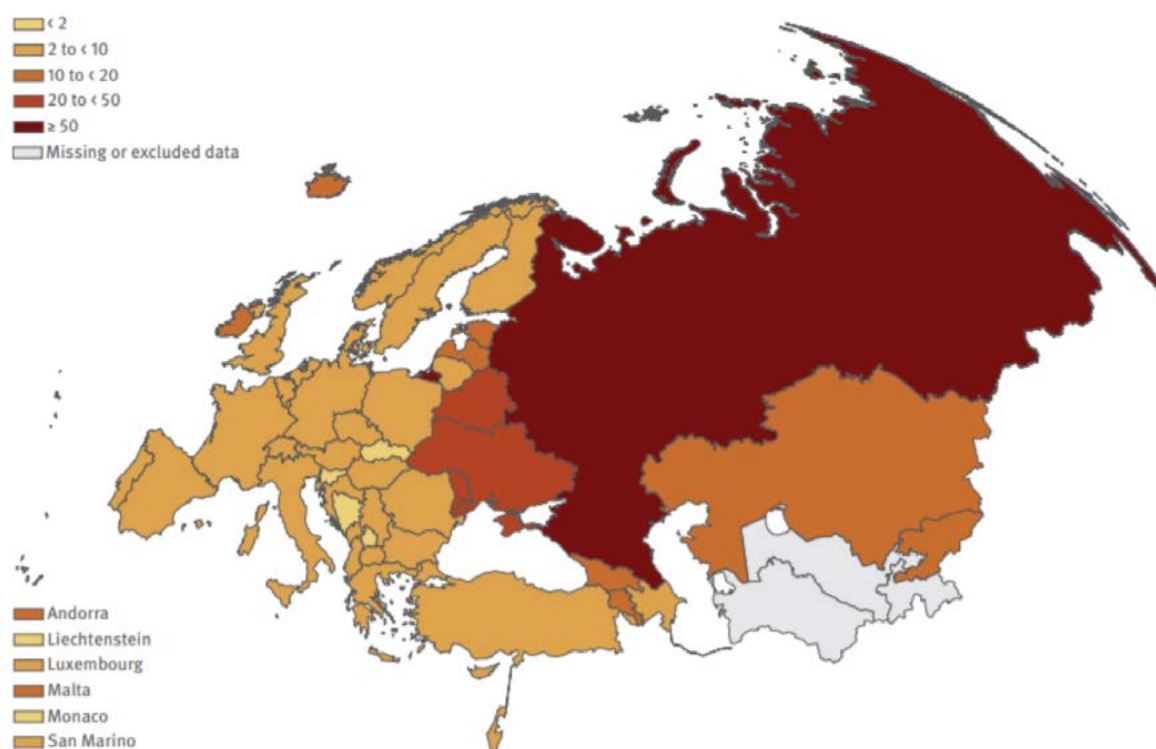 < 2
2 to < 10
10 to < 20
20 to < 50
≥ 50
Missing or excluded data
Andorra
Liechtenstein
Luxembourg
Malta
Monaco
San Marino